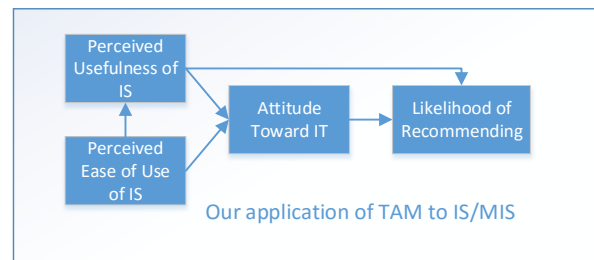 Perceived
Usefulness of
IS
Attitude
Toward IT
Likelihood of
Recommending
Perceived
Ease of Use
of IS
Our application of TAM to IS/MIS